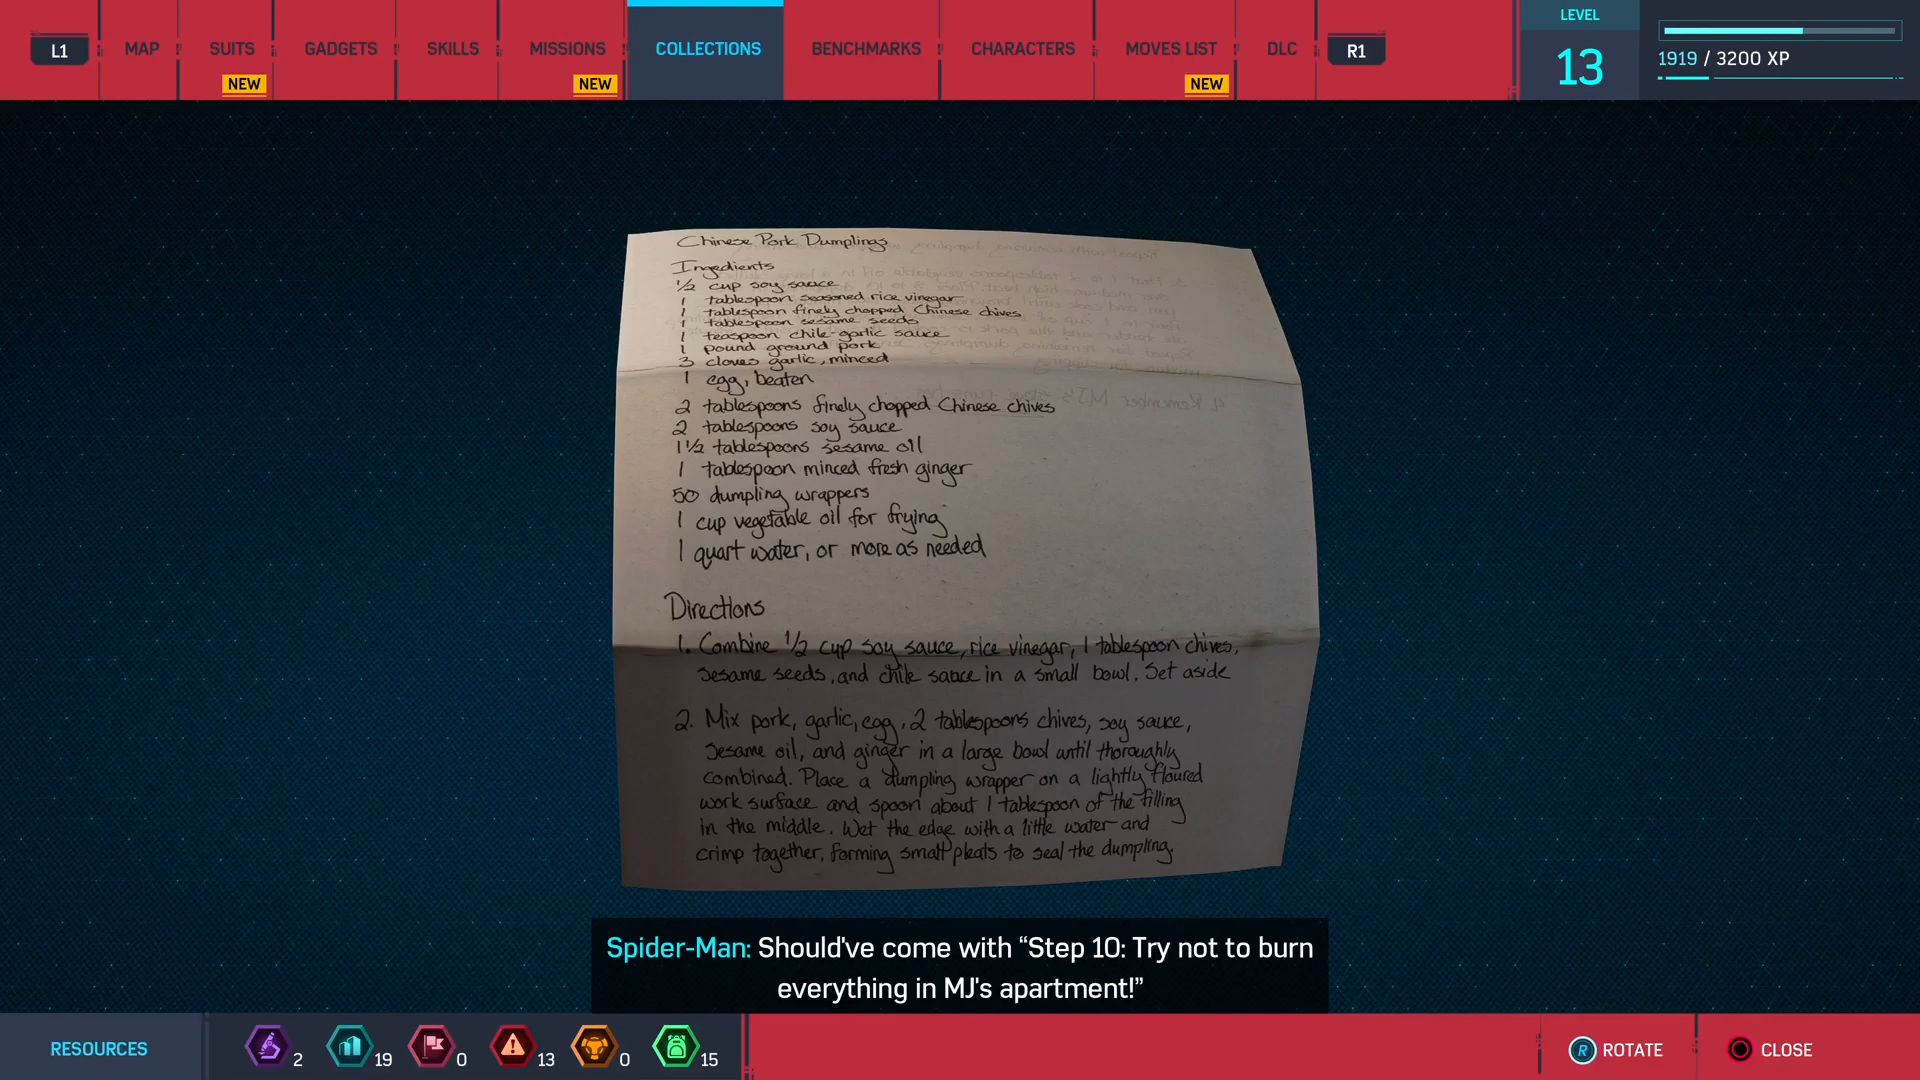 L1
MAP
SUITS
NEW
GADGETS
SKILLS
MISSIONS
NEW
COLLECTIONS
BENCHMARKS
CHARACTERS
MOVES LIST
NEW
DLC
R1
LEVEL
13
1919 / 3200 XP
Chinese Pork Dumplings
Ingredients
1/2 cup soy sauce
1 tablespoon seasoned rice vinegar
1 tablespoon finely chopped Chinese chives
1 tablespoon sesame seeds
1 teaspoon chile-garlic sauce
1 pound ground pork
3 cloves garlic, minced
1 egg, beaten
2 tablespoons finely chopped Chinese chives
2 tablespoons soy sauce
1 1/2 tablespoons sesame oil
1 tablespoon minced fresh ginger
50 dumpling wrappers
1 cup vegetable oil for frying
1 quart water, or more as needed
Directions
1. Combine 1/2 cup soy sauce, rice vinegar, 1 tablespoon chives,
sesame seeds, and chile sauce in a small bowl. Set aside
2. Mix pork, garlic, egg, 2 tablespoons chives, soy sauce,
sesame oil, and ginger in a large bowl until thoroughly
combined. Place a dumpling wrapper on a lightly floured
work surface and spoon about 1 tablespoon of the filling
in the middle. Wet the edge with a little water and
crimp together, forming small pleats to seal the dumpling.
4 Remember MJ's
Spider-Man: Should've come with “Step 10: Try not to burn
everything in MJ's apartment!”
RESOURCES
2
19
0
13
0
15
R ROTATE
CLOSE